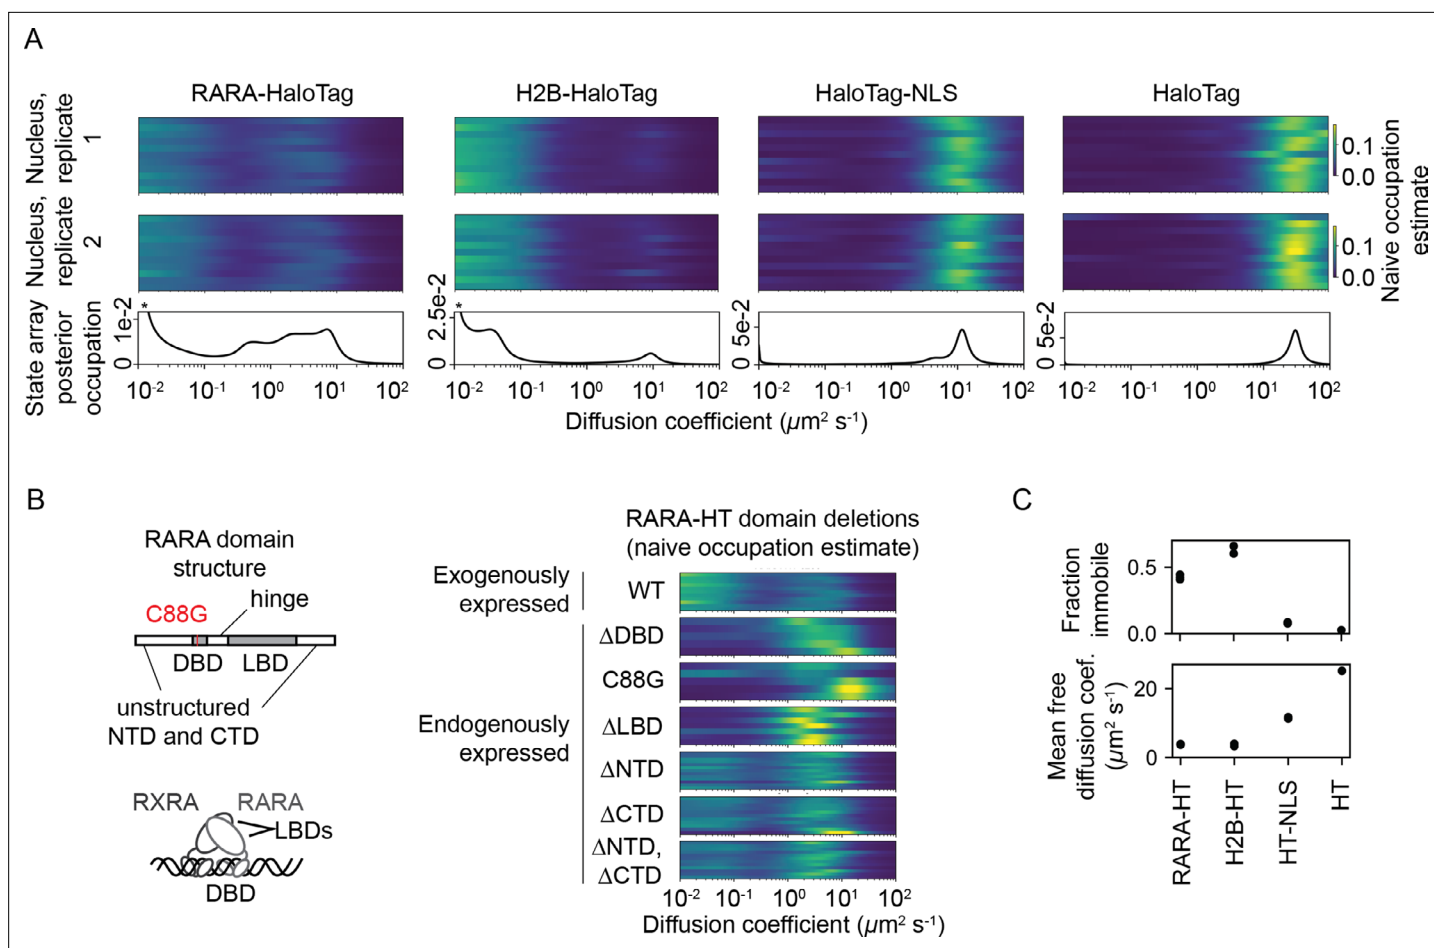 A
RARA-HaloTag
H2B-HaloTag
HaloTag-NLS
HaloTag
Nucleus,
replicate
1
Nucleus,
replicate
2
0.1
0.0
0.1
0.0
Naive occupation
estimate
State array
posterior
occupation
*
1e-2
0
*
2.5e-2
0
5e-2
0
5e-2
0
10-2 10-1 100 101 102
10-2 10-1 100 101 102
10-2 10-1 100 101 102
10-2 10-1 100 101 102
Diffusion coefficient (μm2 s-1)
B
RARA domain
structure
C88G
hinge
DBD
LBD
unstructured
NTD and CTD
RXRA
RARA
LBDs
DBD
RARA-HT domain deletions
(naive occupation estimate)
Exogenously
expressed
WT
Endogenously
expressed
ΔDBD
C88G
ΔLBD
ΔNTD
ΔCTD
ΔNTD,
ΔCTD
10-2 10-1 100 101 102
Diffusion coefficient (μm2 s-1)
C
Fraction
immobile
0.5
0.0
Mean free
diffusion coef.
(μm2 s-1)
20
0
RARA-HT
H2B-HT
HT-NLS
HT